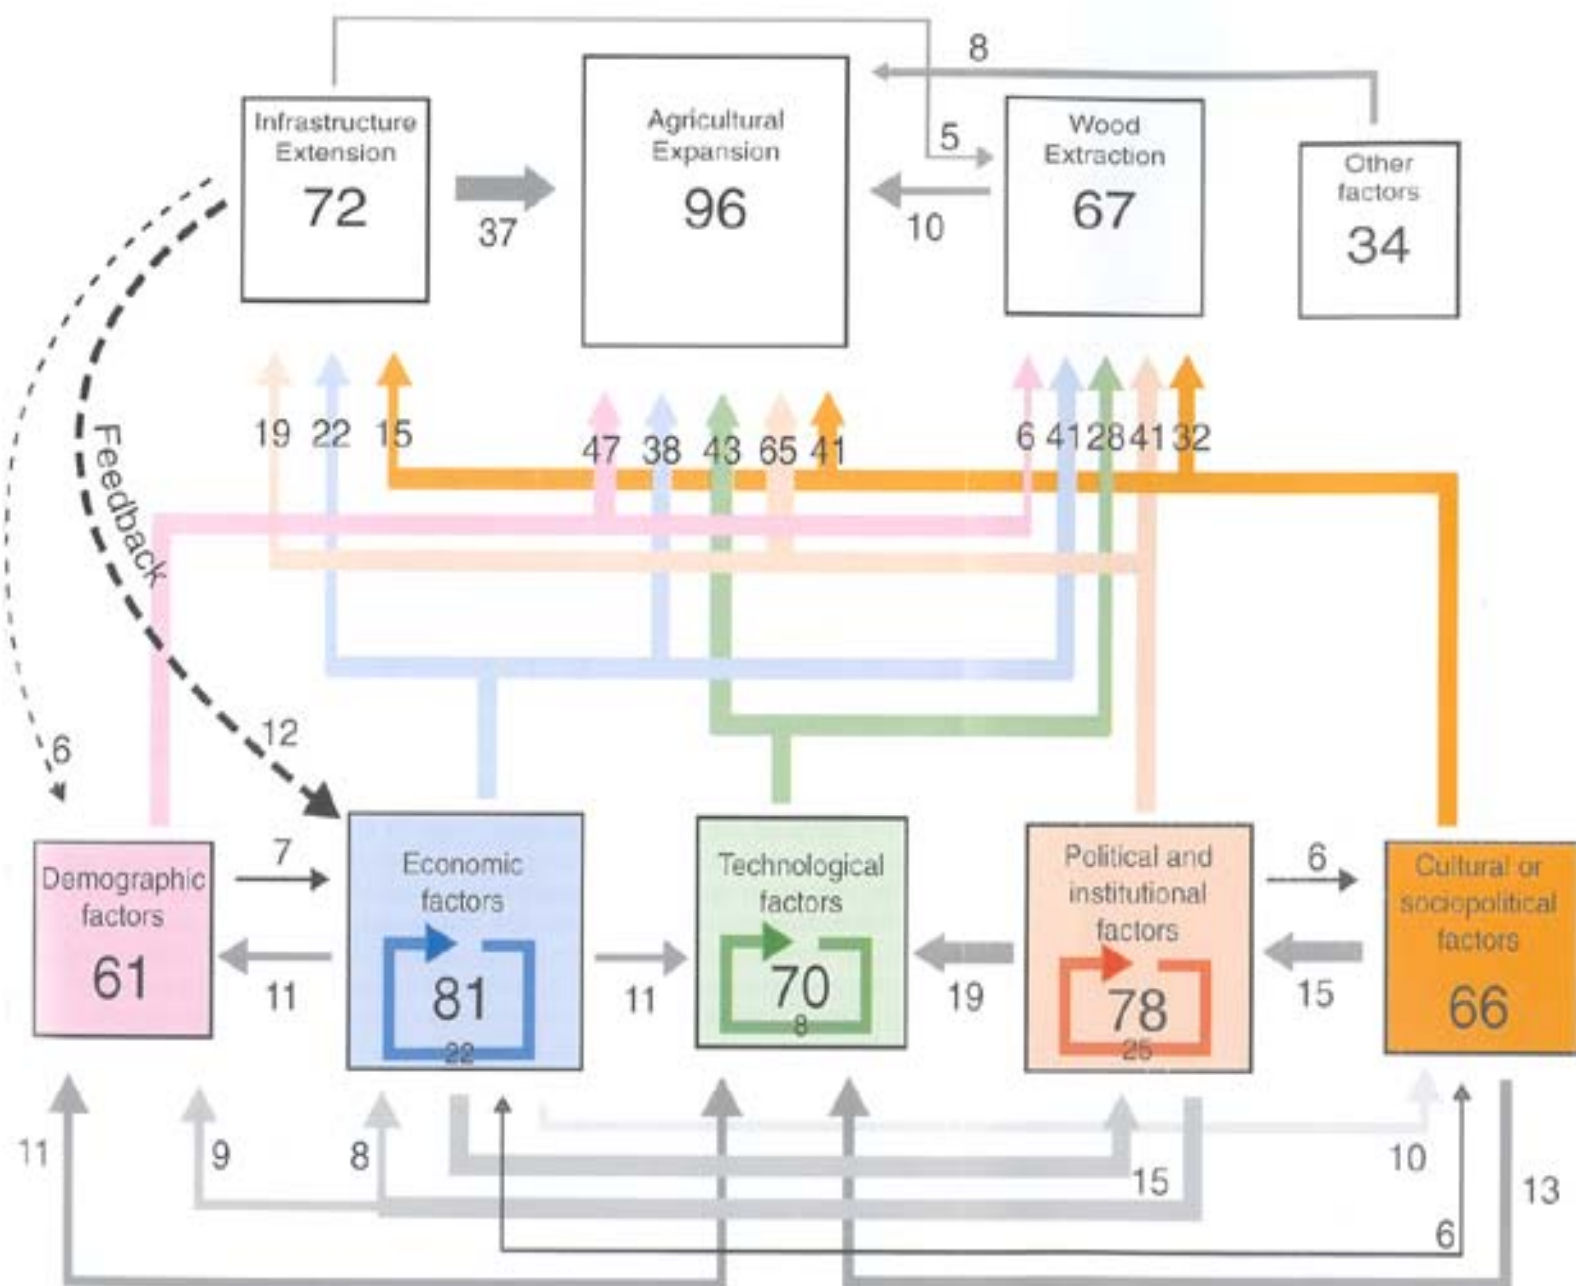 8
Infrastructure
Extension
72
Agricultural
Expansion
96
5
Wood
Extraction
67
Other
factors
34
37
10
19 22 15
47 38 43 65 41
6 41 28 41 32
Feedback
12
6
Demographic
factors
61
7
11
Economic
factors
81
22
11
Technological
factors
70
8
19
Political and
institutional
factors
78
25
6
15
Cultural or
sociopolitical
factors
66
11
9
8
15
10
13
6